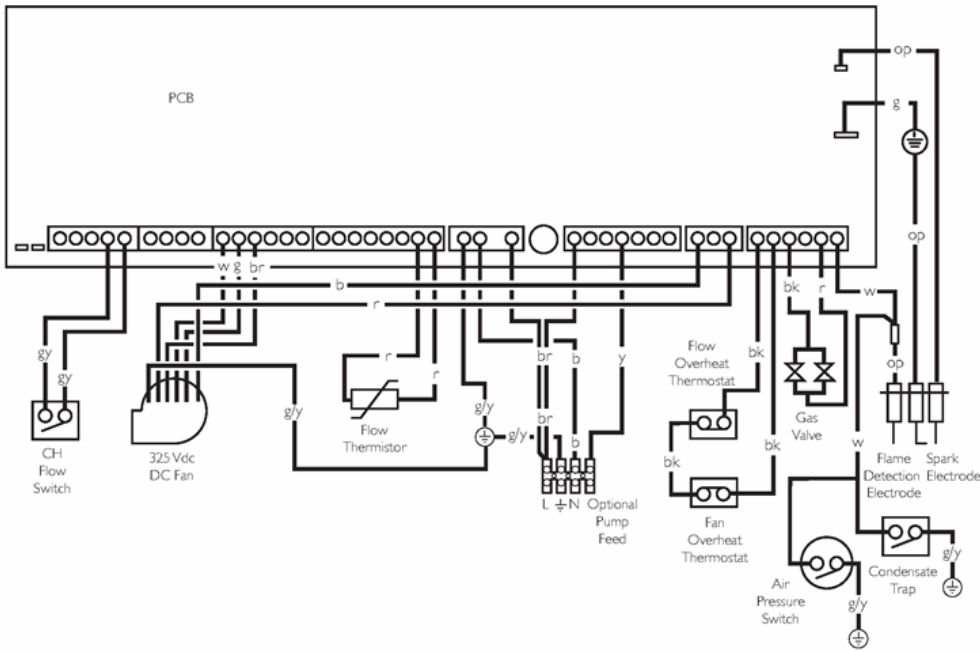 op
PCB
g
op
w g br
b
bk
r
w
r
gy
gy
g/y
r
r
Flow
Thermistor
g/y
g/y
br
b
y
br
b
L
N
Optional
Pump
Feed
Flow
Overheat
Thermostat
bk
bk
bk
Fan
Overheat
Thermostat
Gas
Valve
op
w
Flame
Detection
Electrode
Spark
Electrode
CH
Flow
Switch
325 Vdc
DC Fan
Air
Pressure
Switch
g/y
Condensate
Trap
g/y